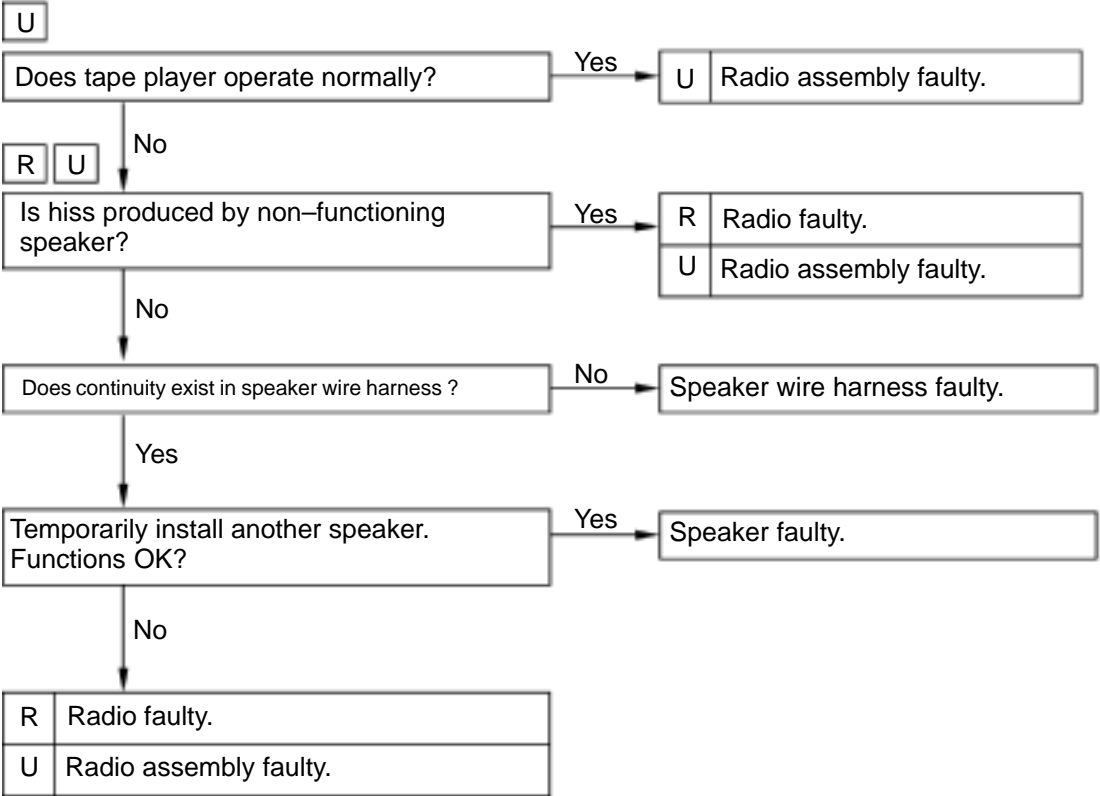 U
Does tape player operate normally?
Yes
U Radio assembly faulty.
No
R U
Is hiss produced by non–functioning
speaker?
Yes
R Radio faulty.
U Radio assembly faulty.
No
Does continuity exist in speaker wire harness ?
No
Speaker wire harness faulty.
Yes
Temporarily install another speaker.
Functions OK?
Yes
Speaker faulty.
No
R Radio faulty.
U Radio assembly faulty.